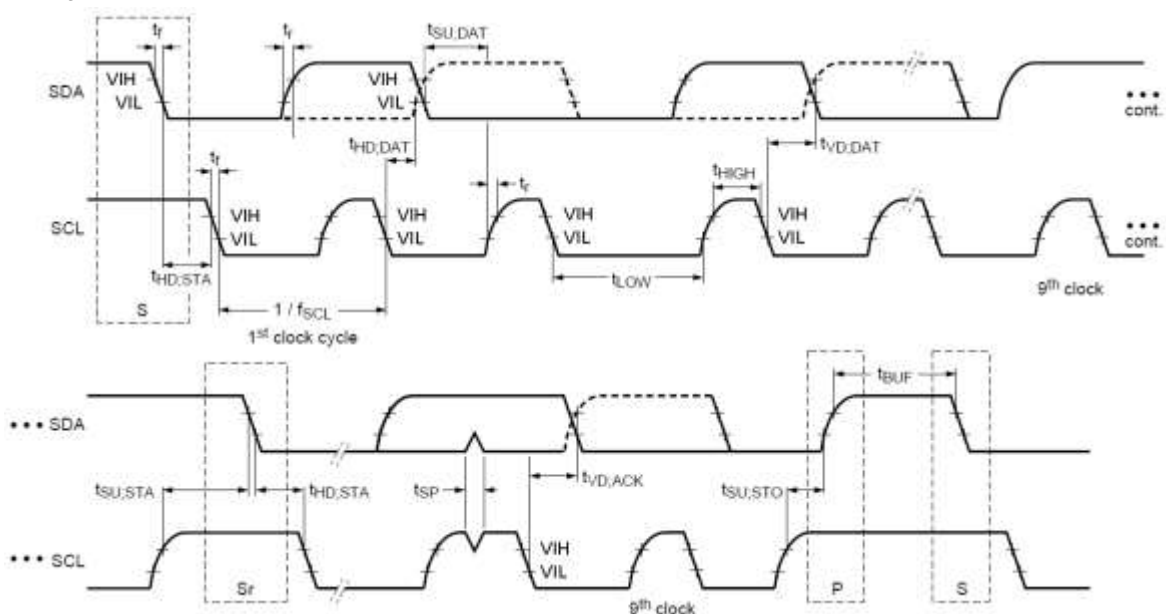 tf tr tSU;DAT
SDA VIH VIL VIH VIL ••• cont.
tHD;DAT tVD;DAT
tf tr tHIGH
SCL VIH VIL VIH VIL VIH VIL VIH VIL ••• cont.
tHD;STA tLOW 9th clock
S 1 / fSCL
1st clock cycle
tBUF
••• SDA
tSU;STA tHD;STA tSP tVD;ACK tSU;STO
••• SCL VIH VIL
Sr 9th clock P S